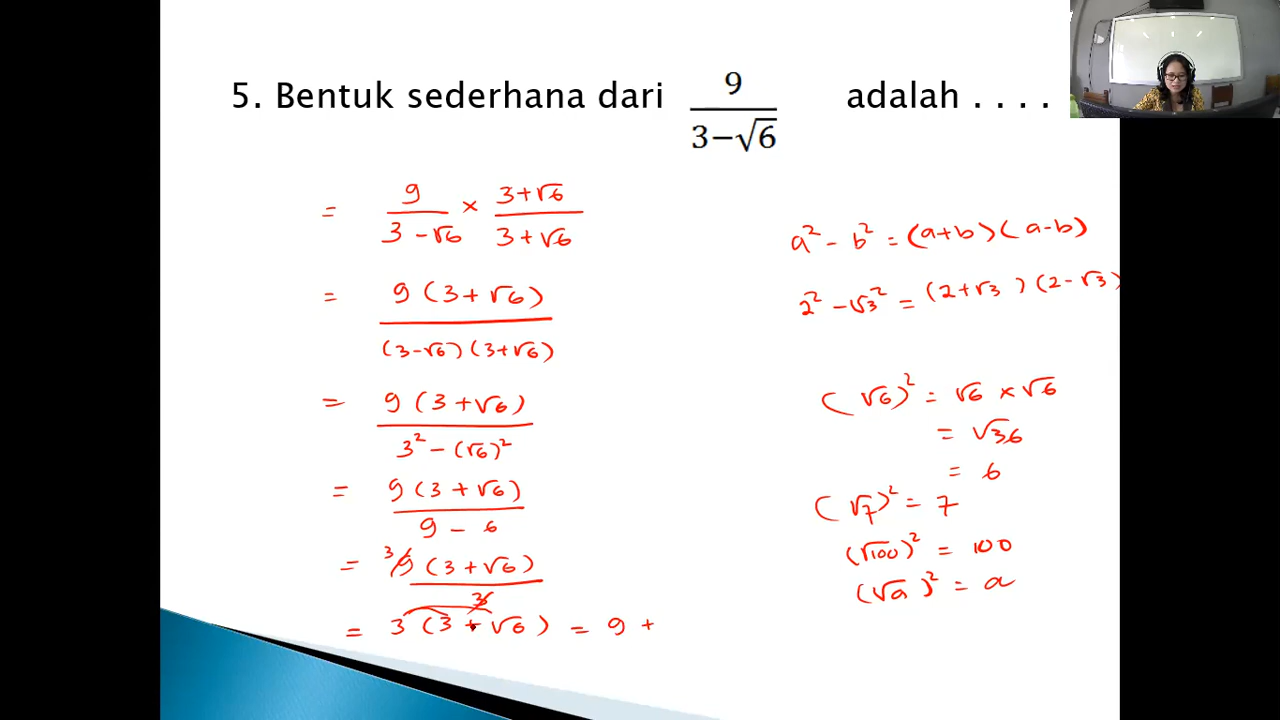 5. Bentuk sederhana dari 9/(3−√6) adalah . . . .
= 9/(3 − √6) × (3 + √6)/(3 + √6)
= 9 (3 + √6)/((3 − √6) (3 + √6))
= 9 (3 + √6)/(3² − (√6)²)
= 9 (3 + √6)/(9 − 6)
= ³9 (3 + √6)/3
= 3 (3 + √6) = 9 +
a² − b² = (a + b) (a − b)
2² − √3² = (2 + √3) (2 − √3)
(√6)² = √6 × √6
= √36
= 6
(√7)² = 7
(√100)² = 100
(√a)² = a